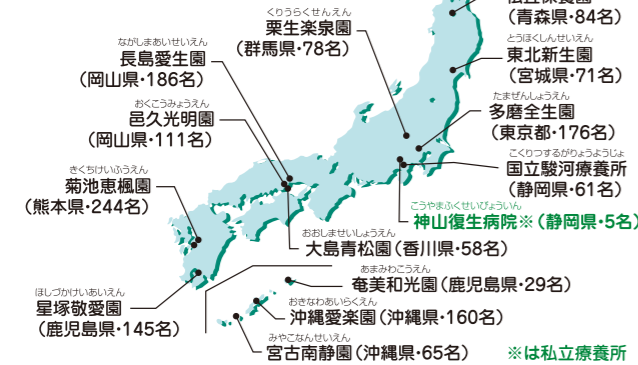 (青森県・84名)
くりうらくせんえん
栗生楽泉園
(群馬県・78名)
とうほくしんせいえん
東北新生園
(宮城県・71名)
ながしまあいせいえん
長島愛生園
(岡山県・186名)
おくこうみょうえん
邑久光明園
(岡山県・111名)
たまぜんしょうえん
多磨全生園
(東京都・176名)
こくりつするがりょうようじょ
国立駿河療養所
(静岡県・61名)
きくちけいふうえん
菊池恵楓園
(熊本県・244名)
こうやまふくせいびょういん
神山復生病院※(静岡県・5名)
おおしませいしょうえん
大島青松園(香川県・58名)
あまみわこうえん
奄美和光園(鹿児島県・29名)
ほしづかけいあいえん
星塚敬愛園
(鹿児島県・145名)
おきなわあいらくえん
沖縄愛楽園(沖縄県・160名)
みやこなんせいえん
宮古南静園(沖縄県・65名)
※は私立療養所